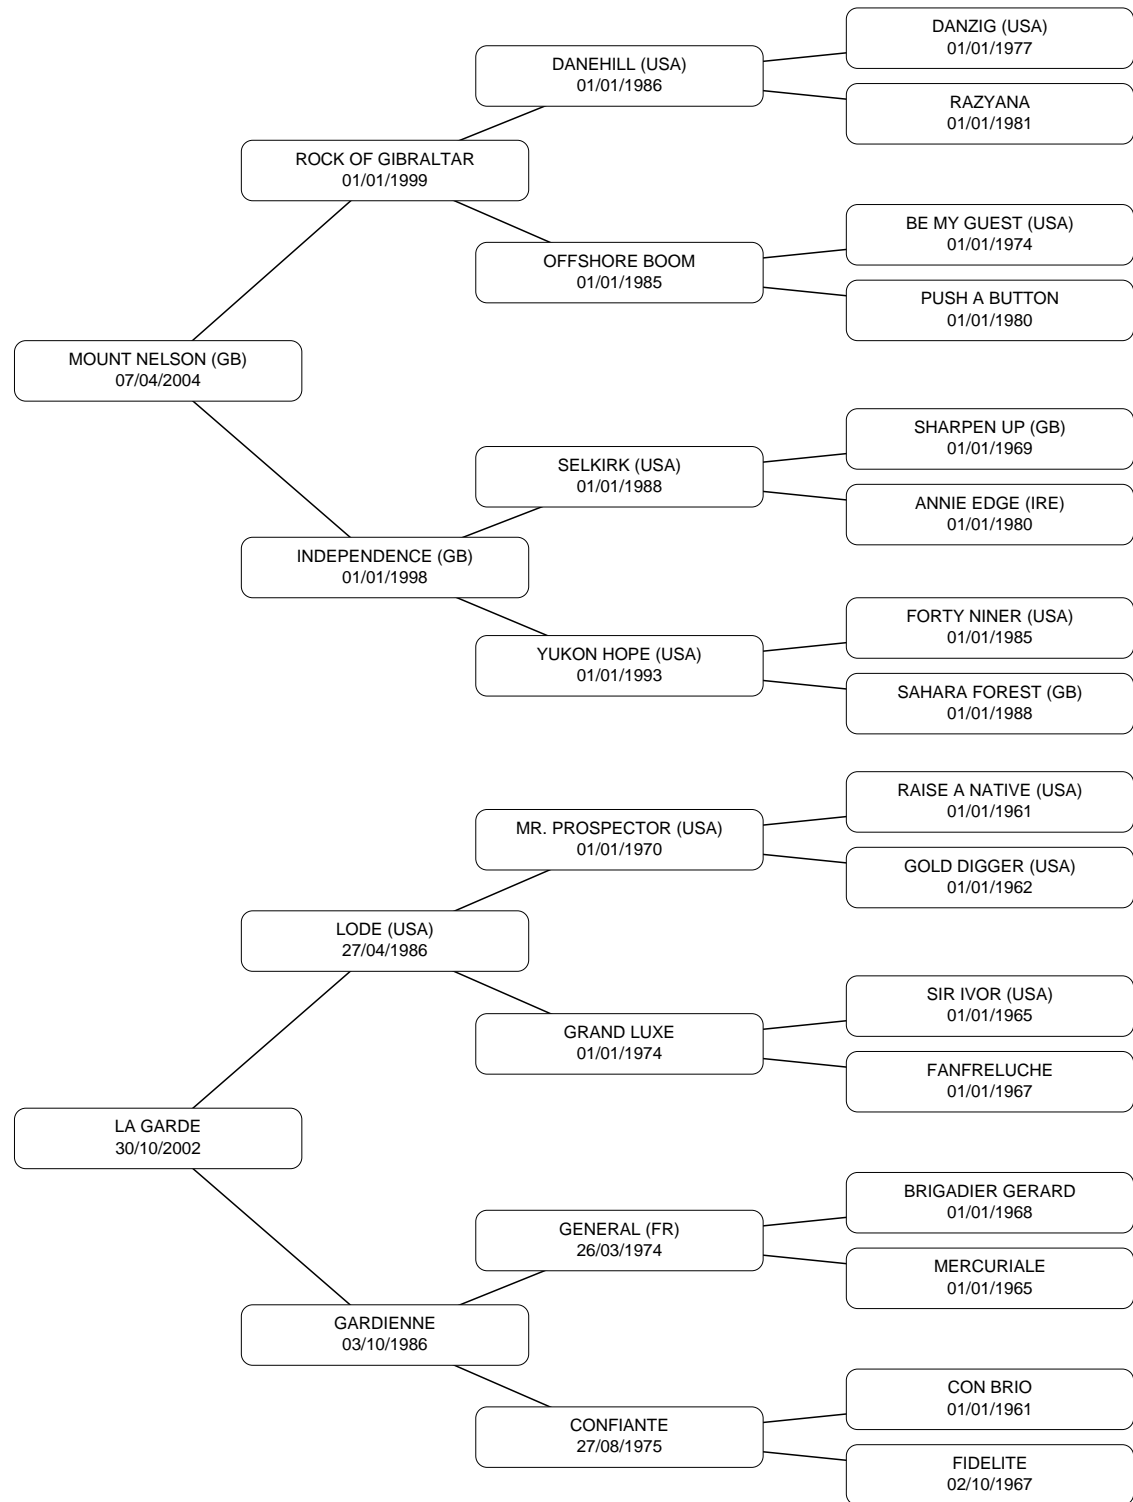 DANZIG (USA)
01/01/1977
DANEHILL (USA)
01/01/1986
RAZYANA
01/01/1981
ROCK OF GIBRALTAR
01/01/1999
BE MY GUEST (USA)
01/01/1974
OFFSHORE BOOM
01/01/1985
PUSH A BUTTON
01/01/1980
MOUNT NELSON (GB)
07/04/2004
SHARPEN UP (GB)
01/01/1969
SELKIRK (USA)
01/01/1988
ANNIE EDGE (IRE)
01/01/1980
INDEPENDENCE (GB)
01/01/1998
FORTY NINER (USA)
01/01/1985
YUKON HOPE (USA)
01/01/1993
SAHARA FOREST (GB)
01/01/1988
RAISE A NATIVE (USA)
01/01/1961
MR. PROSPECTOR (USA)
01/01/1970
GOLD DIGGER (USA)
01/01/1962
LODE (USA)
27/04/1986
SIR IVOR (USA)
01/01/1965
GRAND LUXE
01/01/1974
FANFRELUCHE
01/01/1967
LA GARDE
30/10/2002
BRIGADIER GERARD
01/01/1968
GENERAL (FR)
26/03/1974
MERCURIALE
01/01/1965
GARDIENNE
03/10/1986
CON BRIO
01/01/1961
CONFIANTE
27/08/1975
FIDELITE
02/10/1967